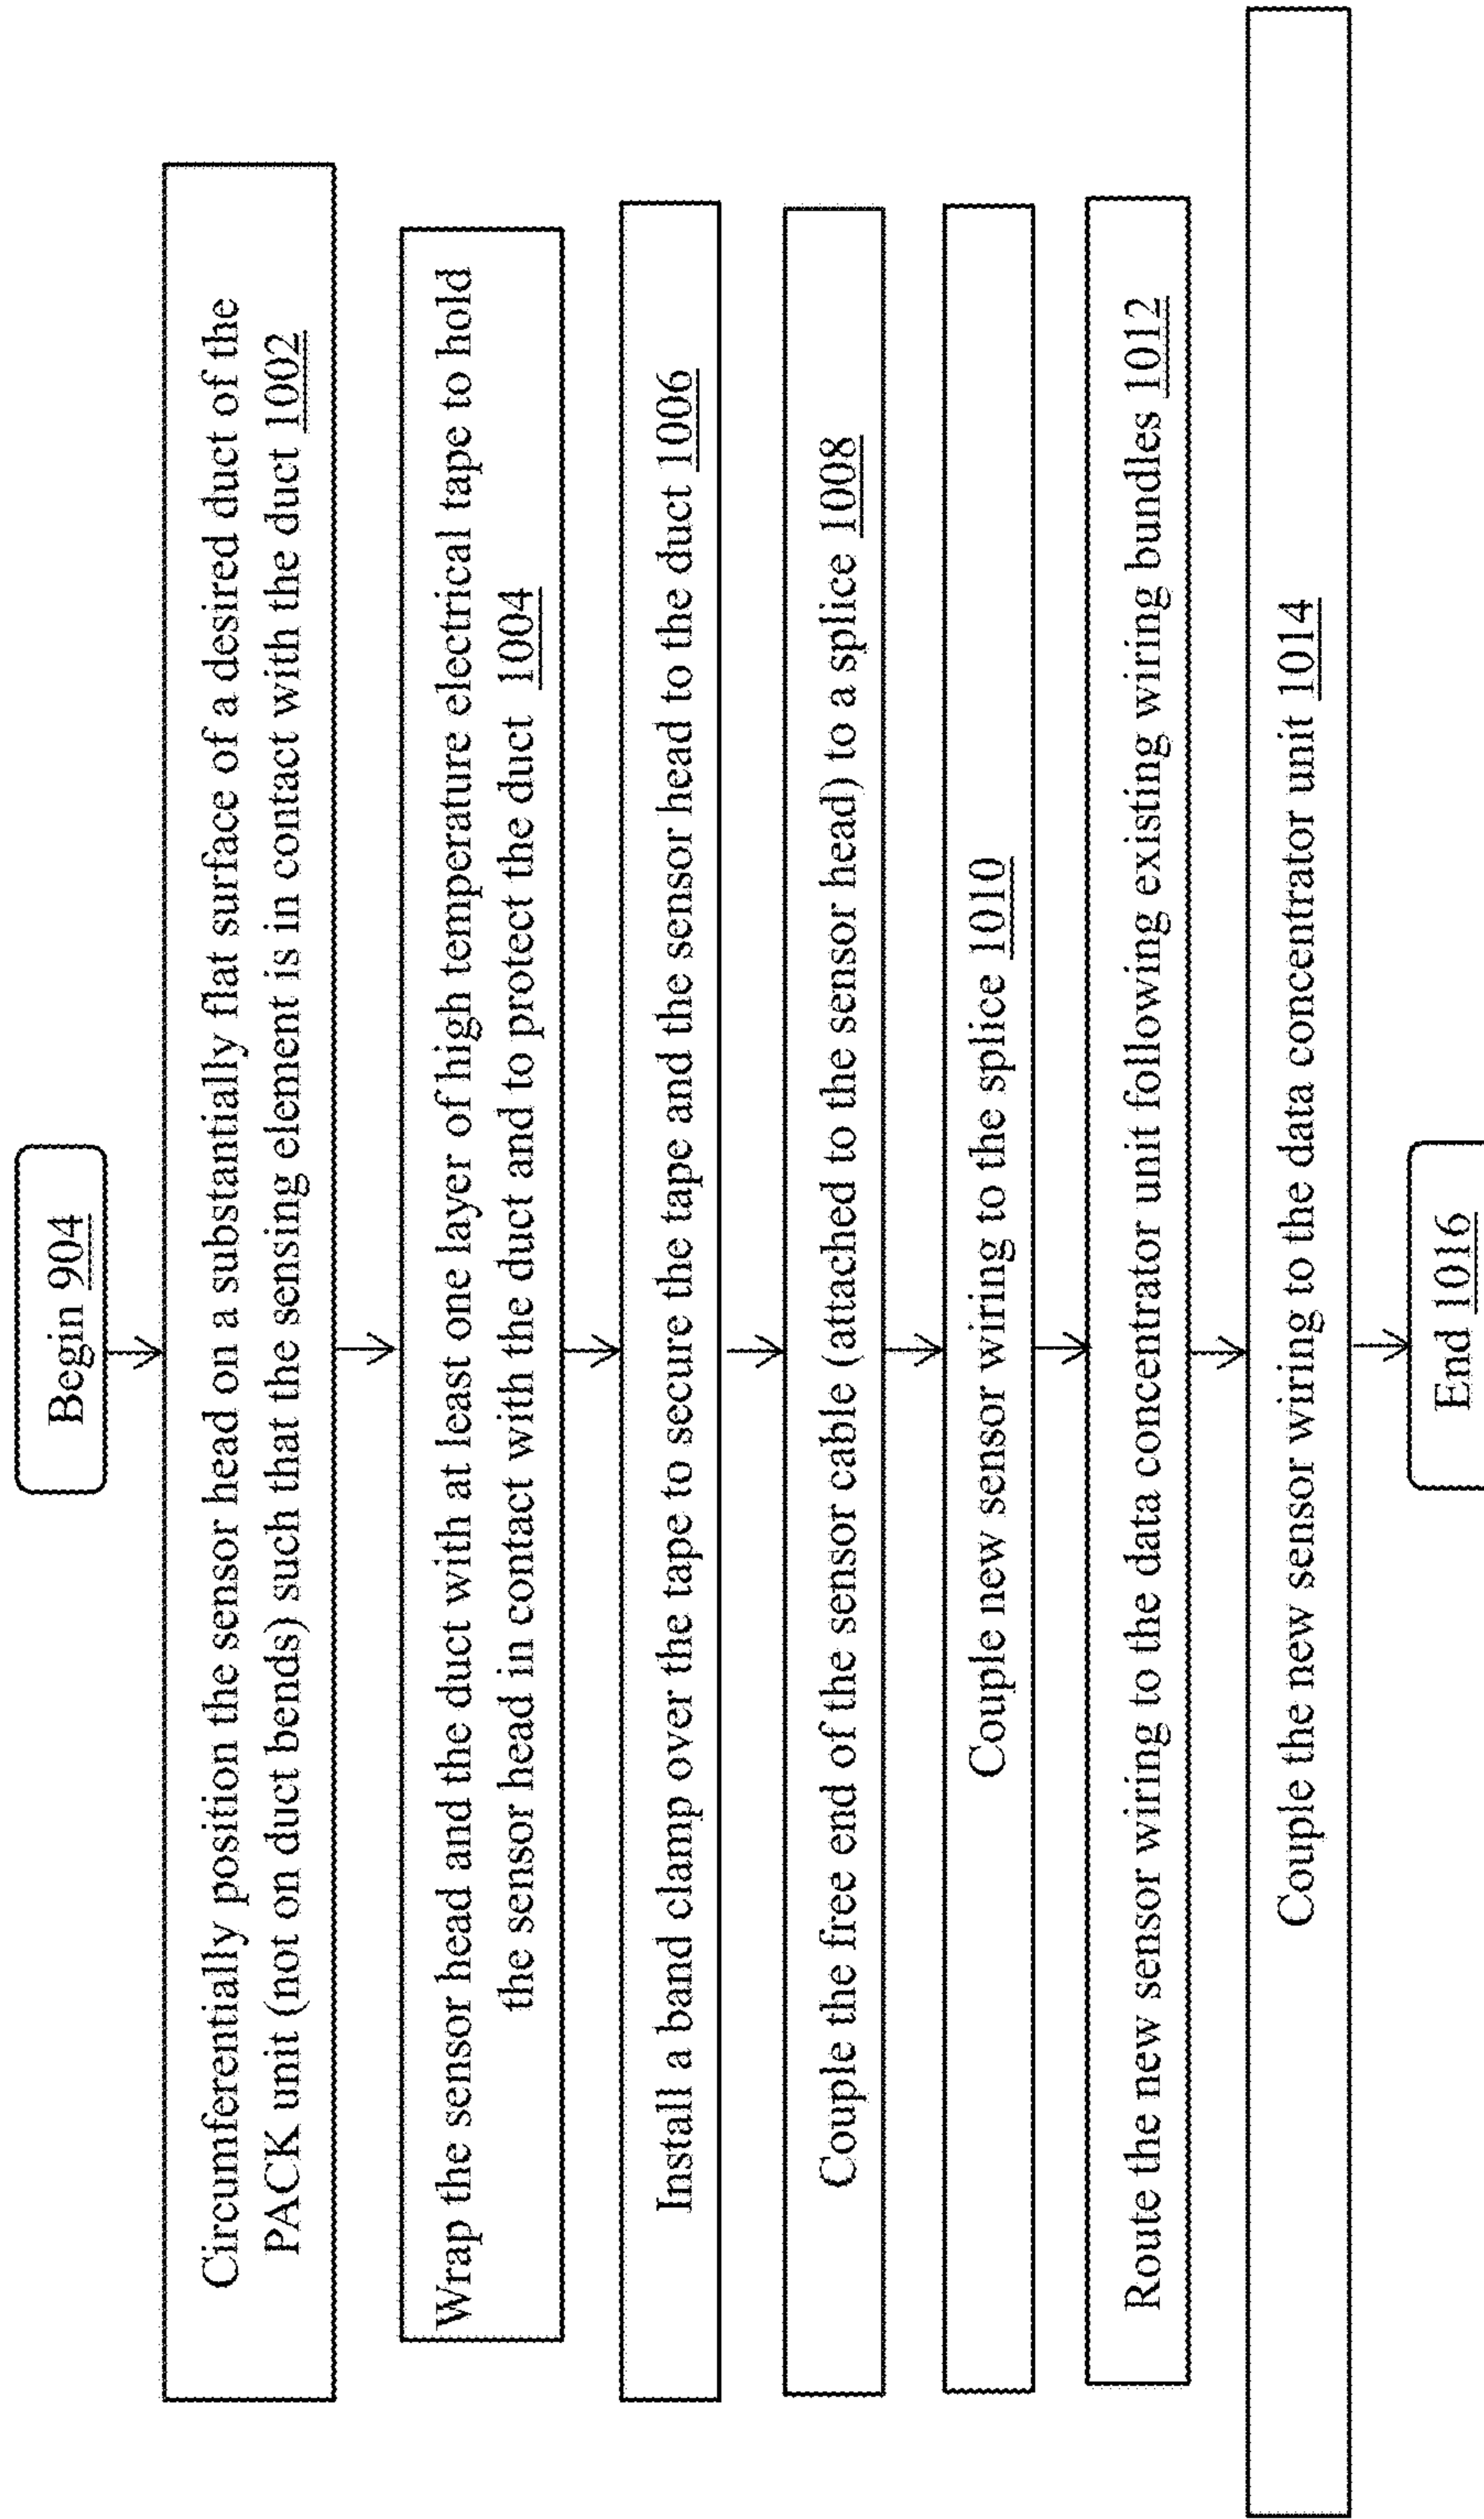 Begin 904
Circumferentially position the sensor head on a substantially flat surface of a desired duct of the
PACK unit (not on duct bends) such that the sensing element is in contact with the duct 1002
Wrap the sensor head and the duct with at least one layer of high temperature electrical tape to hold
the sensor head in contact with the duct and to protect the duct 1004
Install a band clamp over the tape to secure the tape and the sensor head to the duct 1006
Couple the free end of the sensor cable (attached to the sensor head) to a splice 1008
Couple new sensor wiring to the splice 1010
Route the new sensor wiring to the data concentrator unit following existing wiring bundles 1012
Couple the new sensor wiring to the data concentrator unit 1014
End 1016